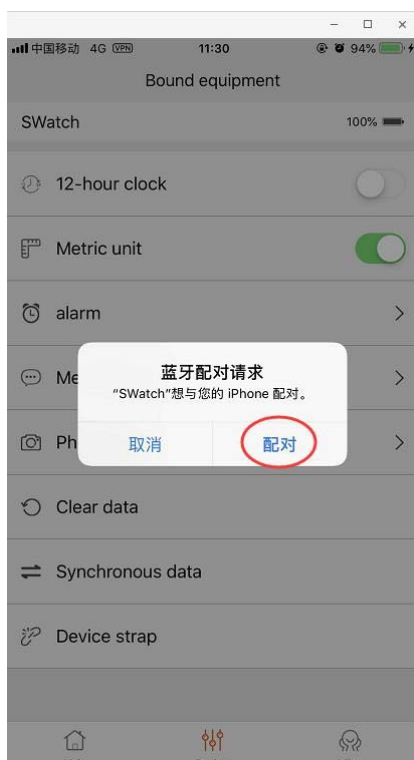 中国移动 4G VPN 11:30 94%
Bound equipment
SWatch 100%
12-hour clock
Metric unit
alarm
Me
蓝牙配对请求
“SWatch”想与您的 iPhone 配对。
Ph
取消 配对
Clear data
Synchronous data
Device strap